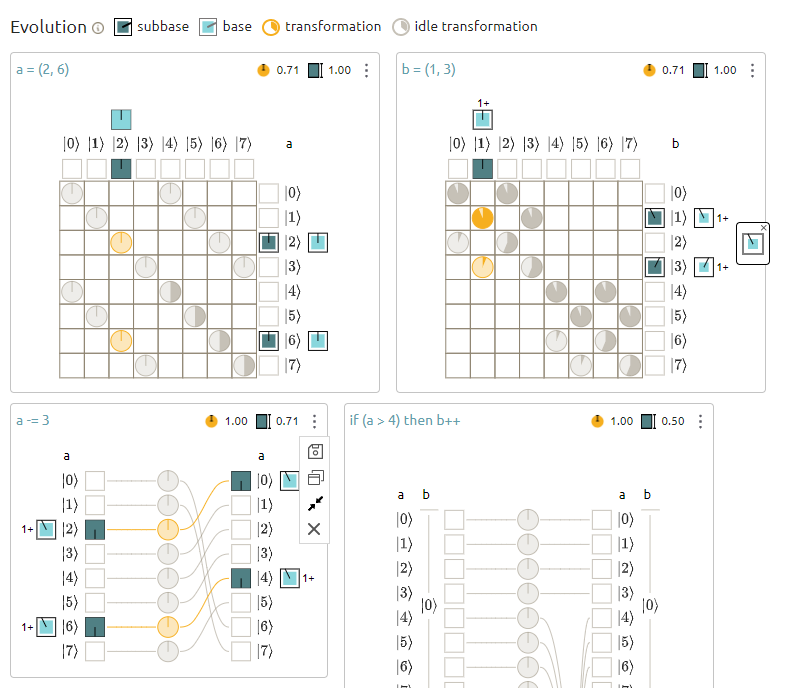 Evolution subbase base transformation idle transformation
a = (2, 6) 0.71 1.00
|0⟩ |1⟩ |2⟩ |3⟩ |4⟩ |5⟩ |6⟩ |7⟩ a
|0⟩
|1⟩
|2⟩
|3⟩
|4⟩
|5⟩
|6⟩
|7⟩
b = (1, 3) 0.71 1.00
1+
|0⟩ |1⟩ |2⟩ |3⟩ |4⟩ |5⟩ |6⟩ |7⟩ b
|0⟩
|1⟩ 1+
|2⟩
|3⟩ 1+
|4⟩
|5⟩
|6⟩
|7⟩
a -= 3 1.00 0.71
a a
|0⟩ |0⟩
|1⟩ |1⟩
1+ |2⟩ |2⟩
|3⟩ |3⟩
|4⟩ |4⟩ 1+
|5⟩ |5⟩
1+ |6⟩ |6⟩
|7⟩ |7⟩
if (a > 4) then b++ 1.00 0.50
a b a b
|0⟩ |0⟩
|1⟩ |1⟩
|2⟩ |2⟩
|3⟩ |3⟩
|0⟩ |0⟩
|4⟩ |4⟩
|5⟩ |5⟩
|6⟩ |6⟩